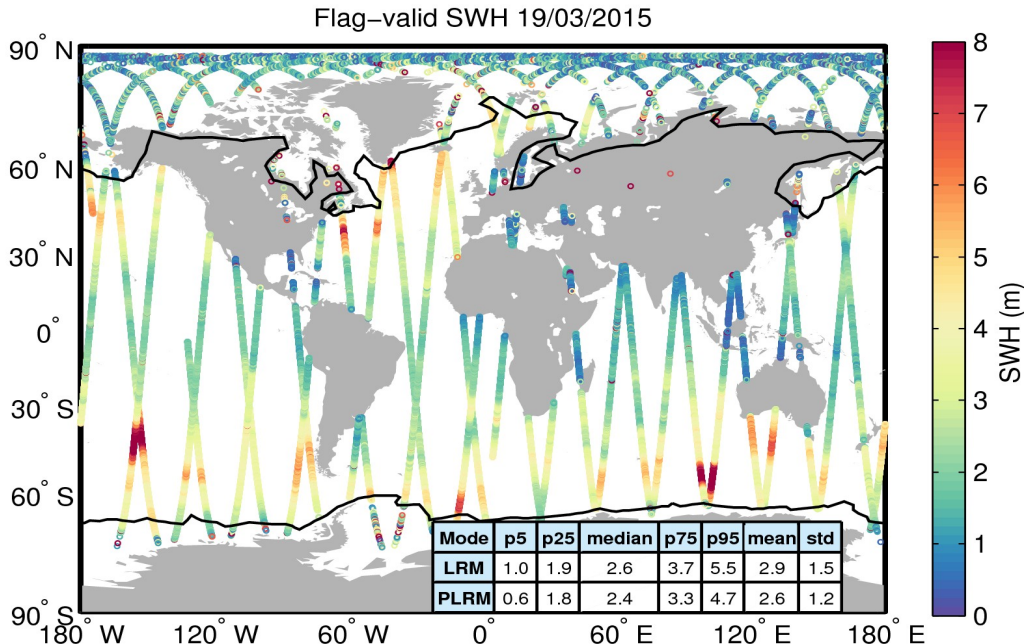 Flag–valid SWH 19/03/2015
90° N
60° N
30° N
0°
30° S
60° S
90° S
180° W 120° W 60° W 0° 60° E 120° E 180° E
Mode p5 p25 median p75 p95 mean std
LRM 1.0 1.9 2.6 3.7 5.5 2.9 1.5
PLRM 0.6 1.8 2.4 3.3 4.7 2.6 1.2
8
7
6
5
4
3
2
1
0
SWH (m)